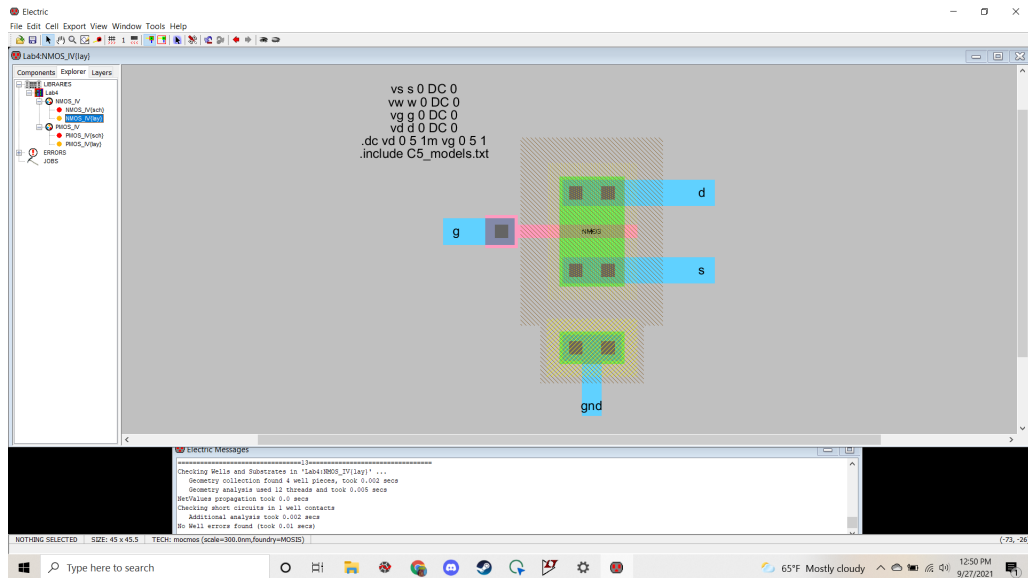 Electric
File Edit Cell Export View Window Tools Help
1
Lab4:NMOS_IV{lay}
Components Explorer Layers
LIBRARIES
Lab4
NMOS_IV
NMOS_IV{sch}
NMOS_IV{lay}
PMOS_IV
PMOS_IV{sch}
PMOS_IV{lay}
ERRORS
JOBS
vs s 0 DC 0
vw w 0 DC 0
vg g 0 DC 0
vd d 0 DC 0
.dc vd 0 5 1m vg 0 5 1
.include C5_models.txt
d
g
NMOS
s
gnd
Electric Messages
=================================13=================================
Checking Wells and Substrates in 'Lab4:NMOS_IV{lay}' ...
Geometry collection found 4 well pieces, took 0.002 secs
Geometry analysis used 12 threads and took 0.005 secs
NetValues propagation took 0.0 secs
Checking short circuits in 1 well contacts
Additional analysis took 0.002 secs
No Well errors found (took 0.01 secs)
NOTHING SELECTED SIZE: 45 x 45.5 TECH: mocmos (scale=300.0nm,foundry=MOSIS) (-73, -26
Type here to search
65°F Mostly cloudy
12:50 PM
9/27/2021
1